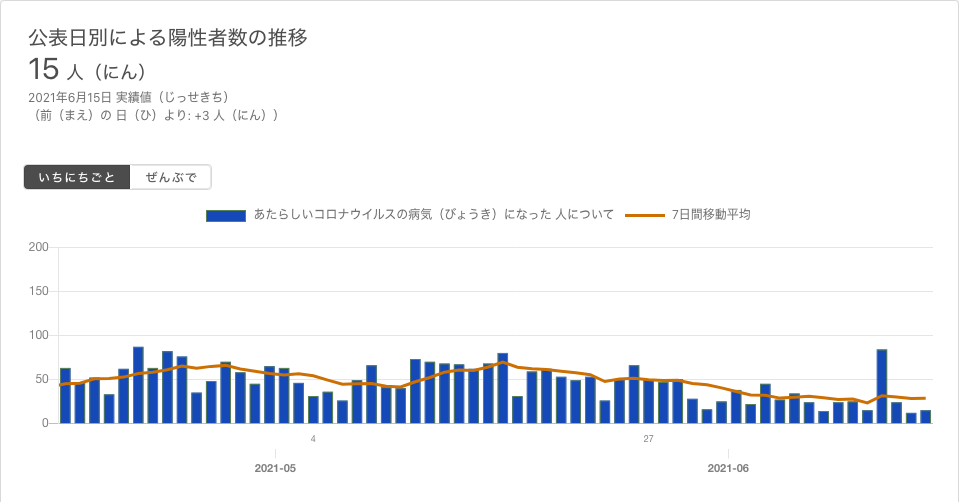 公表日別による陽性者数の推移
15 人（にん）
2021年6月15日 実績値（じっせきち）
（前（まえ）の 日（ひ）より: +3 人（にん））
いちにちごと ぜんぶで
あたらしいコロナウイルスの病気（びょうき）になった 人について 7日間移動平均
200
150
100
50
0
4 27
2021-05 2021-06